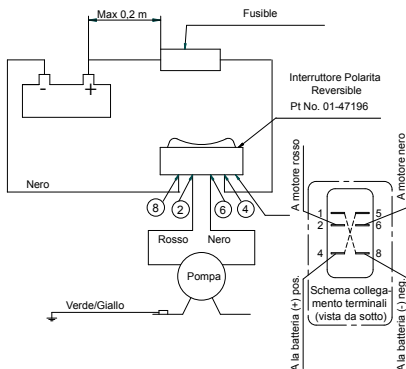 Max 0,2 m
Fusible
Interruttore Polarita
Reversible
Pt No. 01-47196
- +
Nero
8 2 6 4
Rosso Nero
Pompa
Verde/Giallo
A motore rosso
A motore nero
1 5
2 6
4 8
Schema collega-
mento terminali
(vista da sotto)
A la batteria (+) pos.
A la batteria (-) neg.